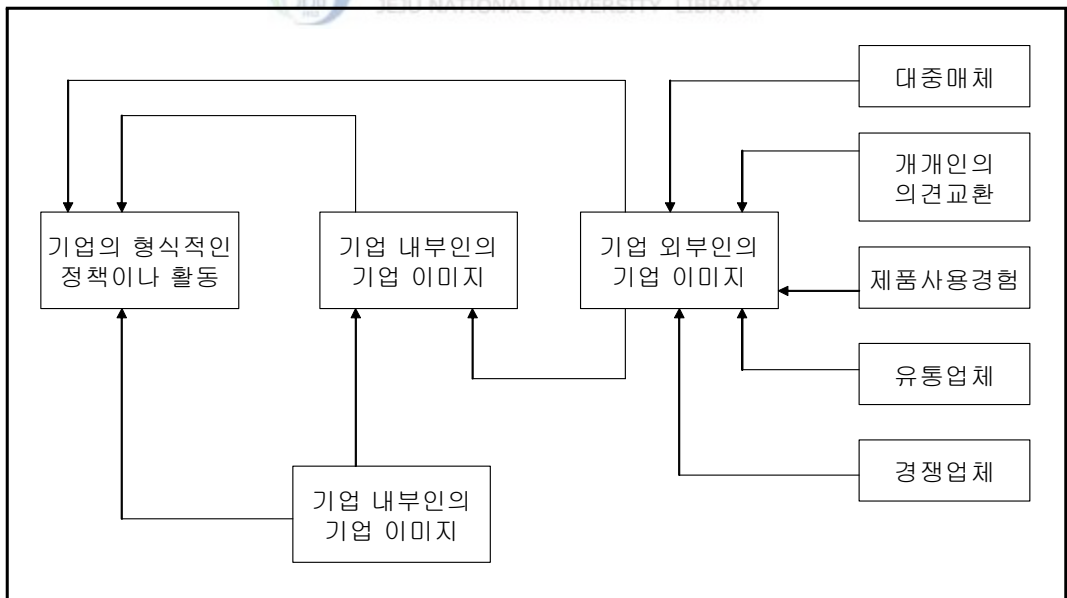 JEJU NATIONAL UNIVERSITY LIBRARY
대중매체
개개인의
의견교환
기업의 형식적인
정책이나 활동
기업 내부인의
기업 이미지
기업 외부인의
기업 이미지
제품사용경험
유통업체
경쟁업체
기업 내부인의
기업 이미지